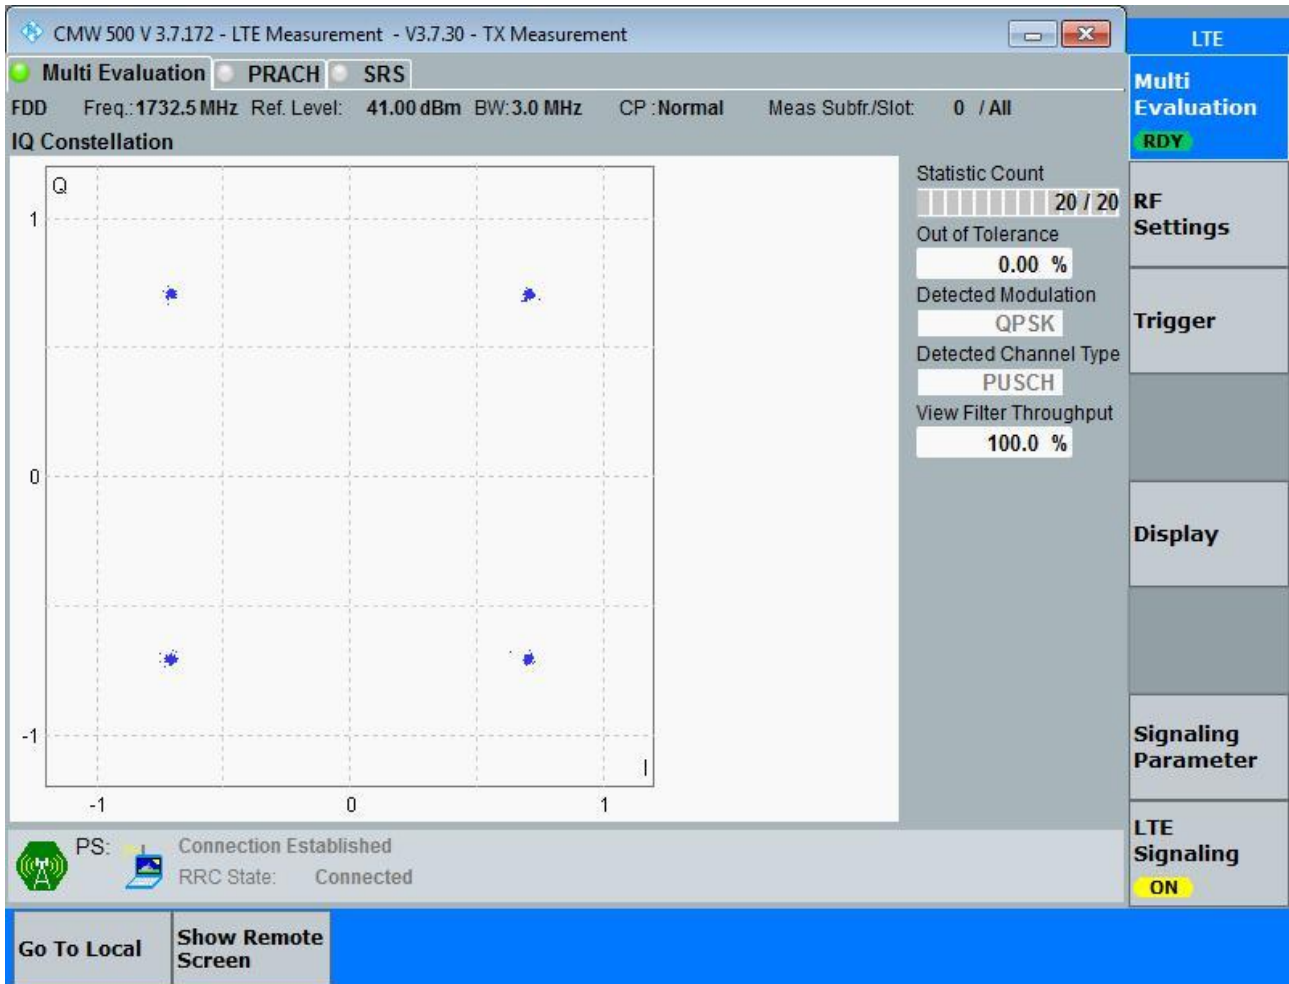 CMW 500 V 3.7.172 - LTE Measurement - V3.7.30 - TX Measurement
LTE
Multi Evaluation PRACH SRS
FDD Freq.:1732.5 MHz Ref. Level: 41.00 dBm BW:3.0 MHz CP :Normal Meas Subfr./Slot: 0 / All
IQ Constellation
Q
1
0
-1
-1 0 1
I
Statistic Count
20 / 20
Out of Tolerance
0.00 %
Detected Modulation
QPSK
Detected Channel Type
PUSCH
View Filter Throughput
100.0 %
Multi
Evaluation
RDY
RF
Settings
Trigger
Display
Signaling
Parameter
LTE
Signaling
ON
PS: Connection Established
RRC State: Connected
Go To Local
Show Remote
Screen